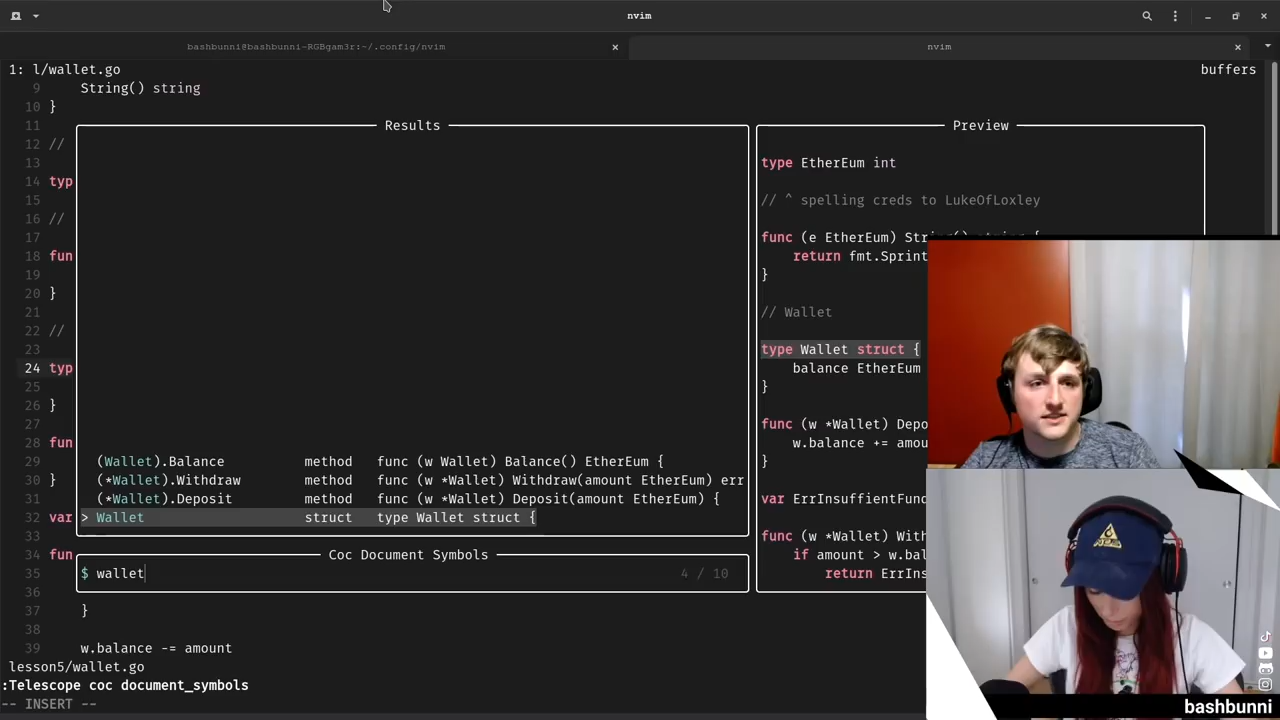 nvim
bashbunni@bashbunni-RGBgam3r:~/.config/nvim
nvim
1: l/wallet.go
buffers
9 String() string
10 }
11
12 //
13
14 typ
15
16 //
17
18 fun
19
20 }
21
22 //
23
24 typ
25
26 }
27
28 fun
29
30 }
31
32 var
33
34 fun
35
36
37 }
38
39 w.balance -= amount
Results
(Wallet).Balance method func (w Wallet) Balance() EtherEum {
(*Wallet).Withdraw method func (w *Wallet) Withdraw(amount EtherEum) err
(*Wallet).Deposit method func (w *Wallet) Deposit(amount EtherEum) {
> Wallet struct type Wallet struct {
Coc Document Symbols
$ wallet 4 / 10
Preview
type EtherEum int
// ^ spelling creds to LukeOfLoxley
func (e EtherEum) String() string {
return fmt.Sprint
}
// Wallet
type Wallet struct {
balance EtherEum
}
func (w *Wallet) Depo
w.balance += amou
}
var ErrInsufficientFund
func (w *Wallet) With
if amount > w.bal
return ErrIns
lesson5/wallet.go
:Telescope coc document_symbols
-- INSERT --
bashbunni